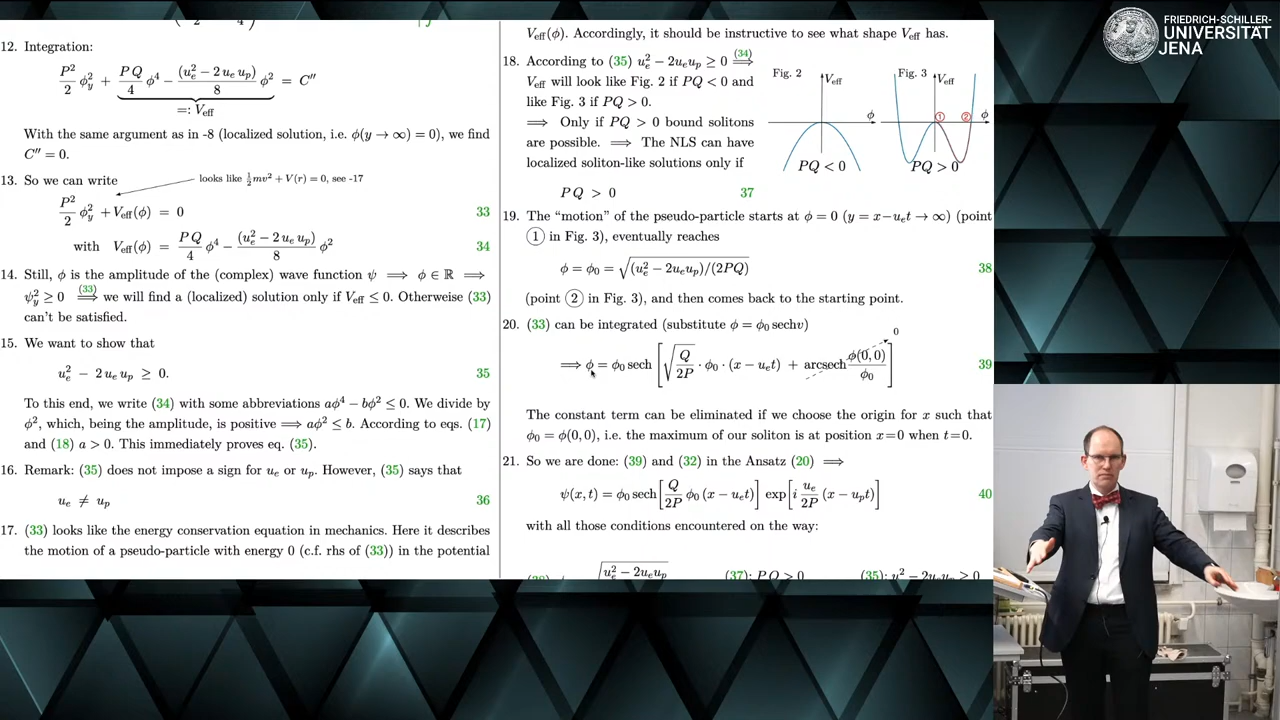 FRIEDRICH-SCHILLER-
UNIVERSITÄT
JENA
12. Integration:
P²/2 ϕ_y² + PQ/4 ϕ⁴ − (u_e² − 2 u_e u_p)/8 ϕ² = C″
=: V_eff
With the same argument as in -8 (localized solution, i.e. ϕ(y → ∞) = 0), we find
C″ = 0.
13. So we can write
looks like ½mv² + V(r) = 0, see -17
P²/2 ϕ_y² + V_eff(ϕ) = 0 33
with V_eff(ϕ) = PQ/4 ϕ⁴ − (u_e² − 2 u_e u_p)/8 ϕ² 34
14. Still, ϕ is the amplitude of the (complex) wave function ψ ⟹ ϕ ∈ ℝ ⟹
ψ_y² ≥ 0 ⟹(33) we will find a (localized) solution only if V_eff ≤ 0. Otherwise (33)
can't be satisfied.
15. We want to show that
u_e² − 2 u_e u_p ≥ 0. 35
To this end, we write (34) with some abbreviations aϕ⁴ − bϕ² ≤ 0. We divide by
ϕ², which, being the amplitude, is positive ⟹ aϕ² ≤ b. According to eqs. (17)
and (18) a > 0. This immediately proves eq. (35).
16. Remark: (35) does not impose a sign for u_e or u_p. However, (35) says that
u_e ≠ u_p 36
17. (33) looks like the energy conservation equation in mechanics. Here it describes
the motion of a pseudo-particle with energy 0 (c.f. rhs of (33)) in the potential
V_eff(ϕ). Accordingly, it should be instructive to see what shape V_eff has.
18. According to (35) u_e² − 2u_e u_p ≥ 0 ⟹(34)
V_eff will look like Fig. 2 if PQ < 0 and
like Fig. 3 if PQ > 0.
⟹ Only if PQ > 0 bound solitons
are possible. ⟹ The NLS can have
localized soliton-like solutions only if
PQ > 0 37
Fig. 2 V_eff ϕ PQ < 0
Fig. 3 V_eff ① ② ϕ PQ > 0
19. The "motion" of the pseudo-particle starts at ϕ = 0 (y = x − u_e t → ∞) (point
① in Fig. 3), eventually reaches
ϕ = ϕ₀ = √((u_e² − 2u_e u_p)/(2PQ)) 38
(point ② in Fig. 3), and then comes back to the starting point.
20. (33) can be integrated (substitute ϕ = ϕ₀ sechv)
0
⟹ ϕ = ϕ₀ sech [√(Q/2P) · ϕ₀ · (x − u_e t) + arcsech ϕ(0,0)/ϕ₀] 39
The constant term can be eliminated if we choose the origin for x such that
ϕ₀ = ϕ(0,0), i.e. the maximum of our soliton is at position x=0 when t=0.
21. So we are done: (39) and (32) in the Ansatz (20) ⟹
ψ(x, t) = ϕ₀ sech[Q/2P ϕ₀ (x − u_e t)] exp[i u_e/2P (x − u_p t)] 40
with all those conditions encountered on the way:
u_e² − 2u_e u_p (37): PQ > 0 (35): u² − 2u_e u_p ≥ 0